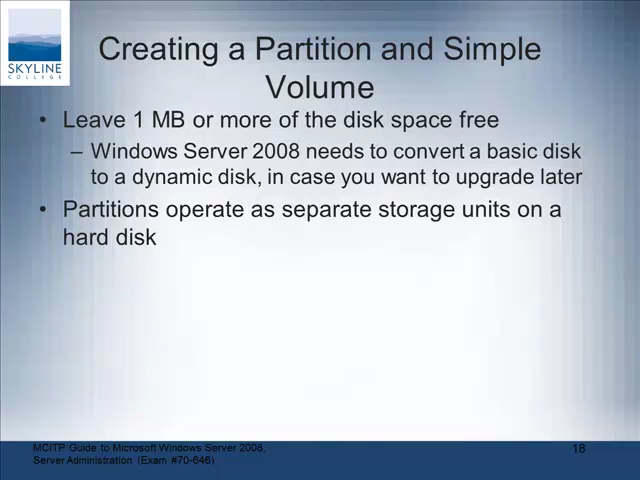 SKYLINE
COLLEGE
Creating a Partition and Simple
Volume
• Leave 1 MB or more of the disk space free
– Windows Server 2008 needs to convert a basic disk
to a dynamic disk, in case you want to upgrade later
• Partitions operate as separate storage units on a
hard disk
MCITP Guide to Microsoft Windows Server 2008,
Server Administration (Exam #70-646)
18